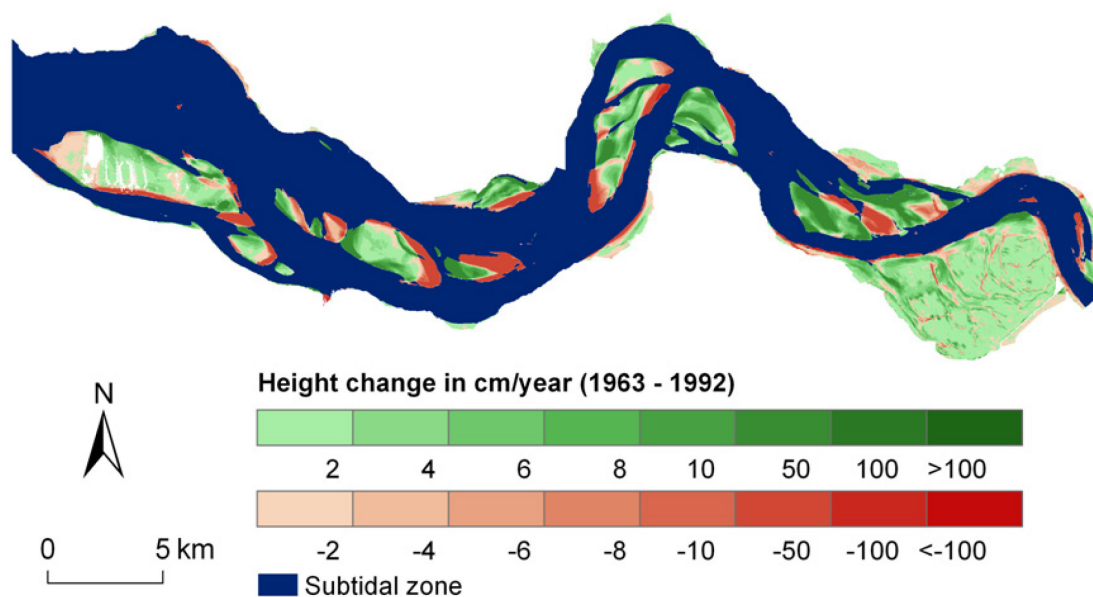 Height change in cm/year (1963 - 1992)
N
2 4 6 8 10 50 100 >100
-2 -4 -6 -8 -10 -50 -100 <-100
0 5 km
Subtidal zone